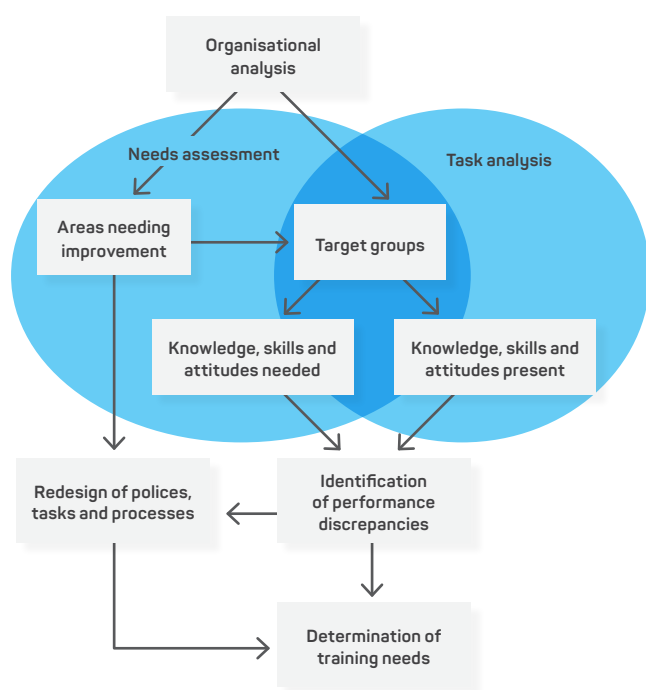 Organisational
analysis
Needs assessment
Task analysis
Areas needing
improvement
Target groups
Knowledge, skills and
attitudes needed
Knowledge, skills and
attitudes present
Redesign of polices,
tasks and processes
Identification
of performance
discrepancies
Determination of
training needs